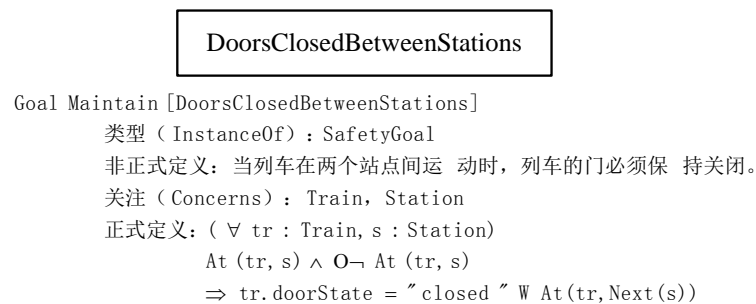 DoorsClosedBetweenStations
Goal Maintain [DoorsClosedBetweenStations]
类型（InstanceOf）：SafetyGoal
非正式定义：当列车在两个站点间运 动时，列车的门必须保 持关闭。
关注（Concerns）：Train，Station
正式定义：( ∀ tr : Train, s : Station)
At (tr, s) ∧ O¬ At (tr, s)
⇒ tr.doorState = ″closed ″ W At(tr,Next(s))